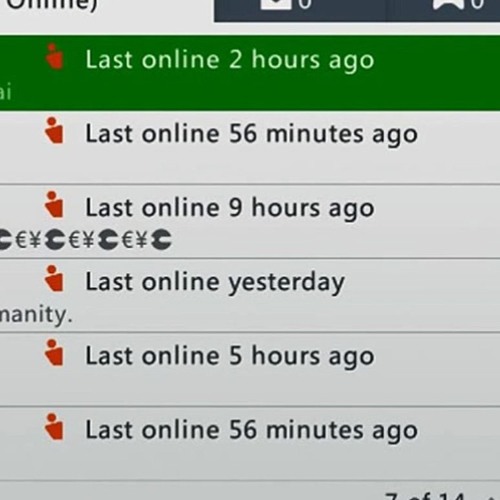 Online) 0 0
Last online 2 hours ago
ai
Last online 56 minutes ago
Last online 9 hours ago
€¥ €¥ €¥
Last online yesterday
manity.
Last online 5 hours ago
Last online 56 minutes ago
7 of 14